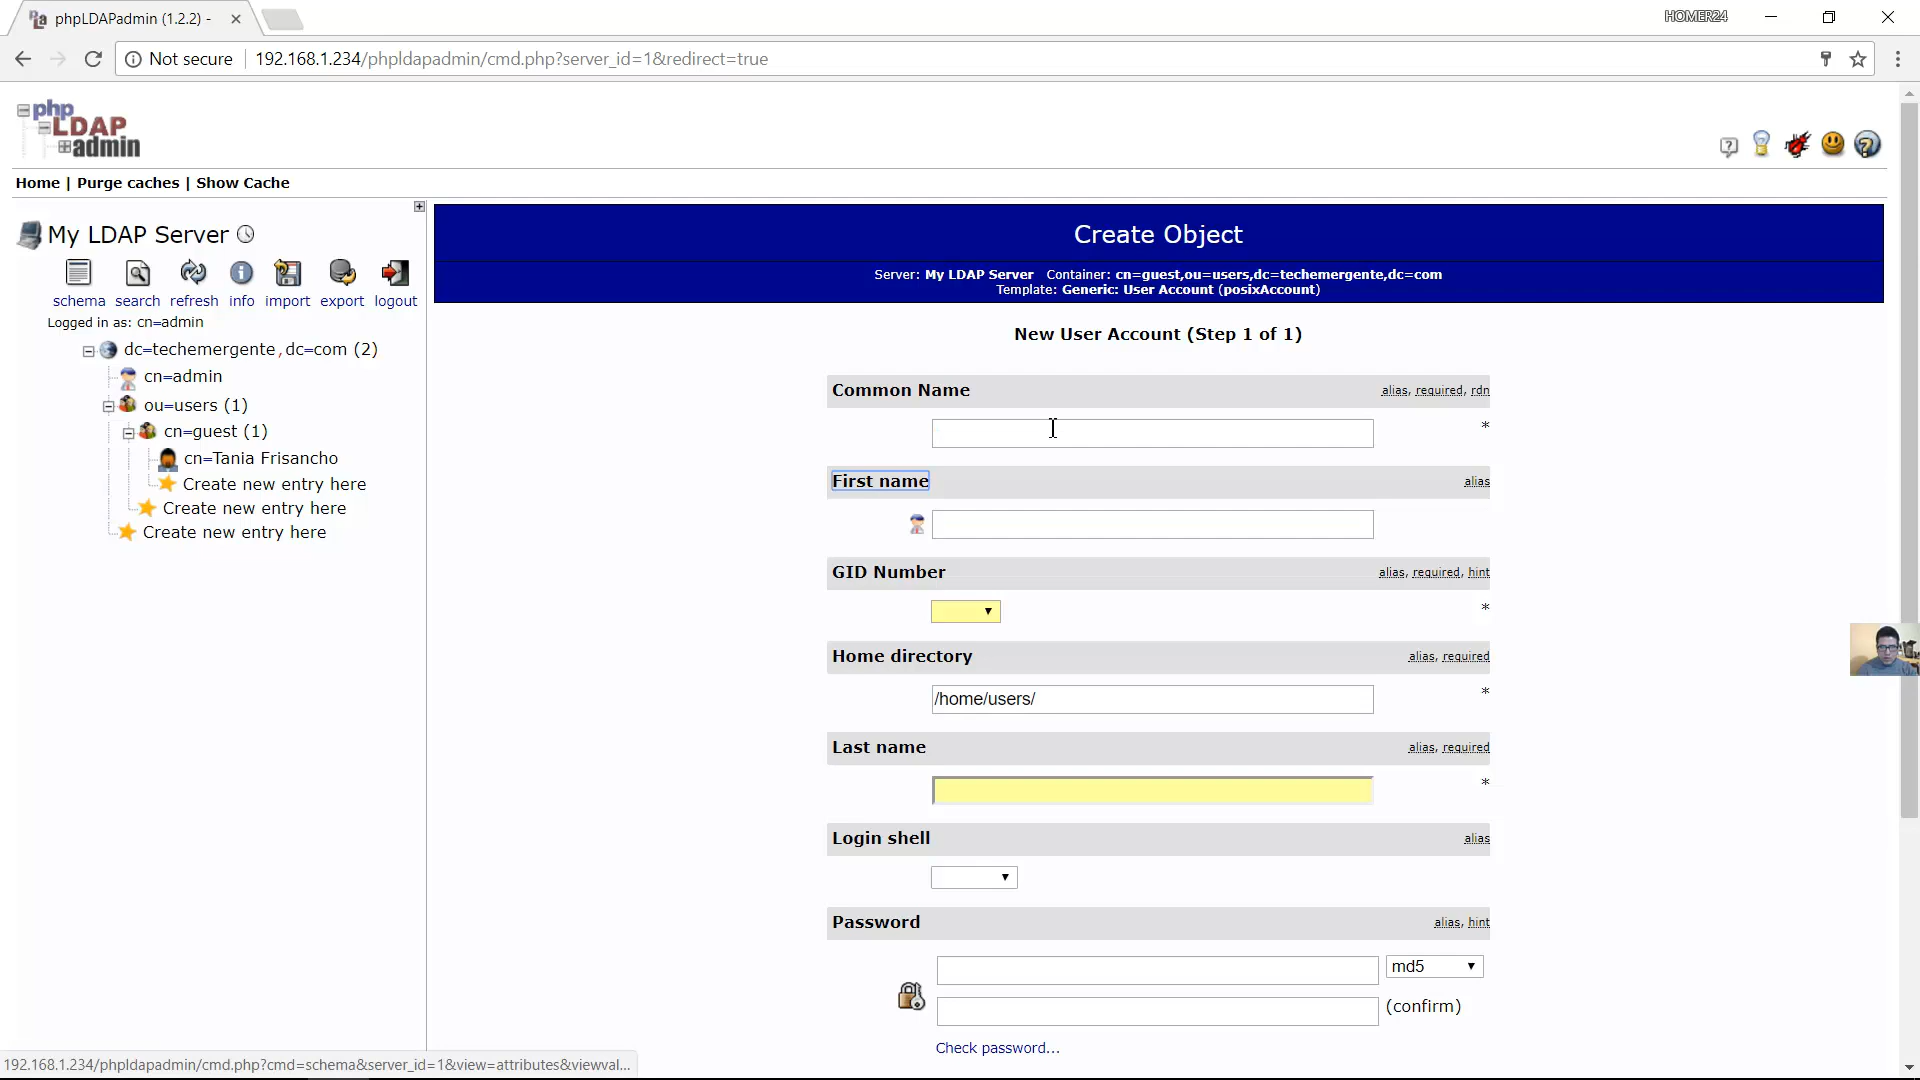 phpLDAPadmin (1.2.2) -
HOMER24
Not secure
192.168.1.234/phpldapadmin/cmd.php?server_id=1&redirect=true
php
LDAP
admin
Home | Purge caches | Show Cache
My LDAP Server
schema search refresh info import export logout
Logged in as: cn=admin
dc=techemergente,dc=com (2)
cn=admin
ou=users (1)
cn=guest (1)
cn=Tania Frisancho
Create new entry here
Create new entry here
Create new entry here
Create Object
Server: My LDAP Server Container: cn=guest,ou=users,dc=techemergente,dc=com
Template: Generic: User Account (posixAccount)
New User Account (Step 1 of 1)
Common Name alias, required, rdn
*
First name alias
GID Number alias, required, hint
*
Home directory alias, required
/home/users/ *
Last name alias, required
*
Login shell alias
Password alias, hint
md5
(confirm)
Check password...
192.168.1.234/phpldapadmin/cmd.php?cmd=schema&server_id=1&view=attributes&viewval...